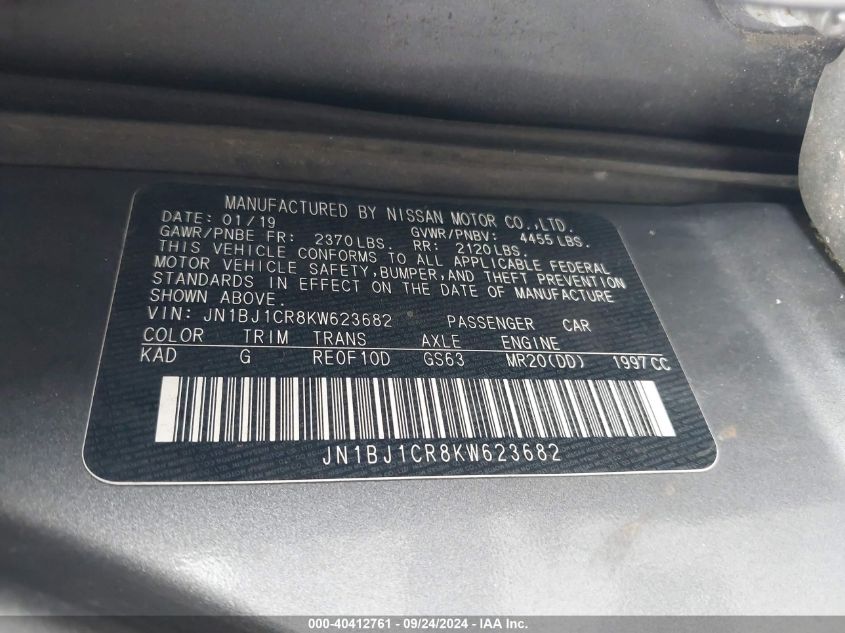 MANUFACTURED BY NISSAN MOTOR CO.,LTD.
DATE: 01/19
GAWR/PNBE FR: 2370LBS. GVWR/PNBV: 4455LBS.
RR: 2120LBS.
THIS VEHICLE CONFORMS TO ALL APPLICABLE FEDERAL
MOTOR VEHICLE SAFETY,BUMPER,AND THEFT PREVENTION
STANDARDS IN EFFECT ON THE DATE OF MANUFACTURE
SHOWN ABOVE.
VIN: JN1BJ1CR8KW623682 PASSENGER CAR
COLOR TRIM TRANS AXLE ENGINE
KAD G RE0F10D GS63 MR20(DD) 1997CC
JN1BJ1CR8KW623682
000-40412761 - 09/24/2024 - IAA Inc.